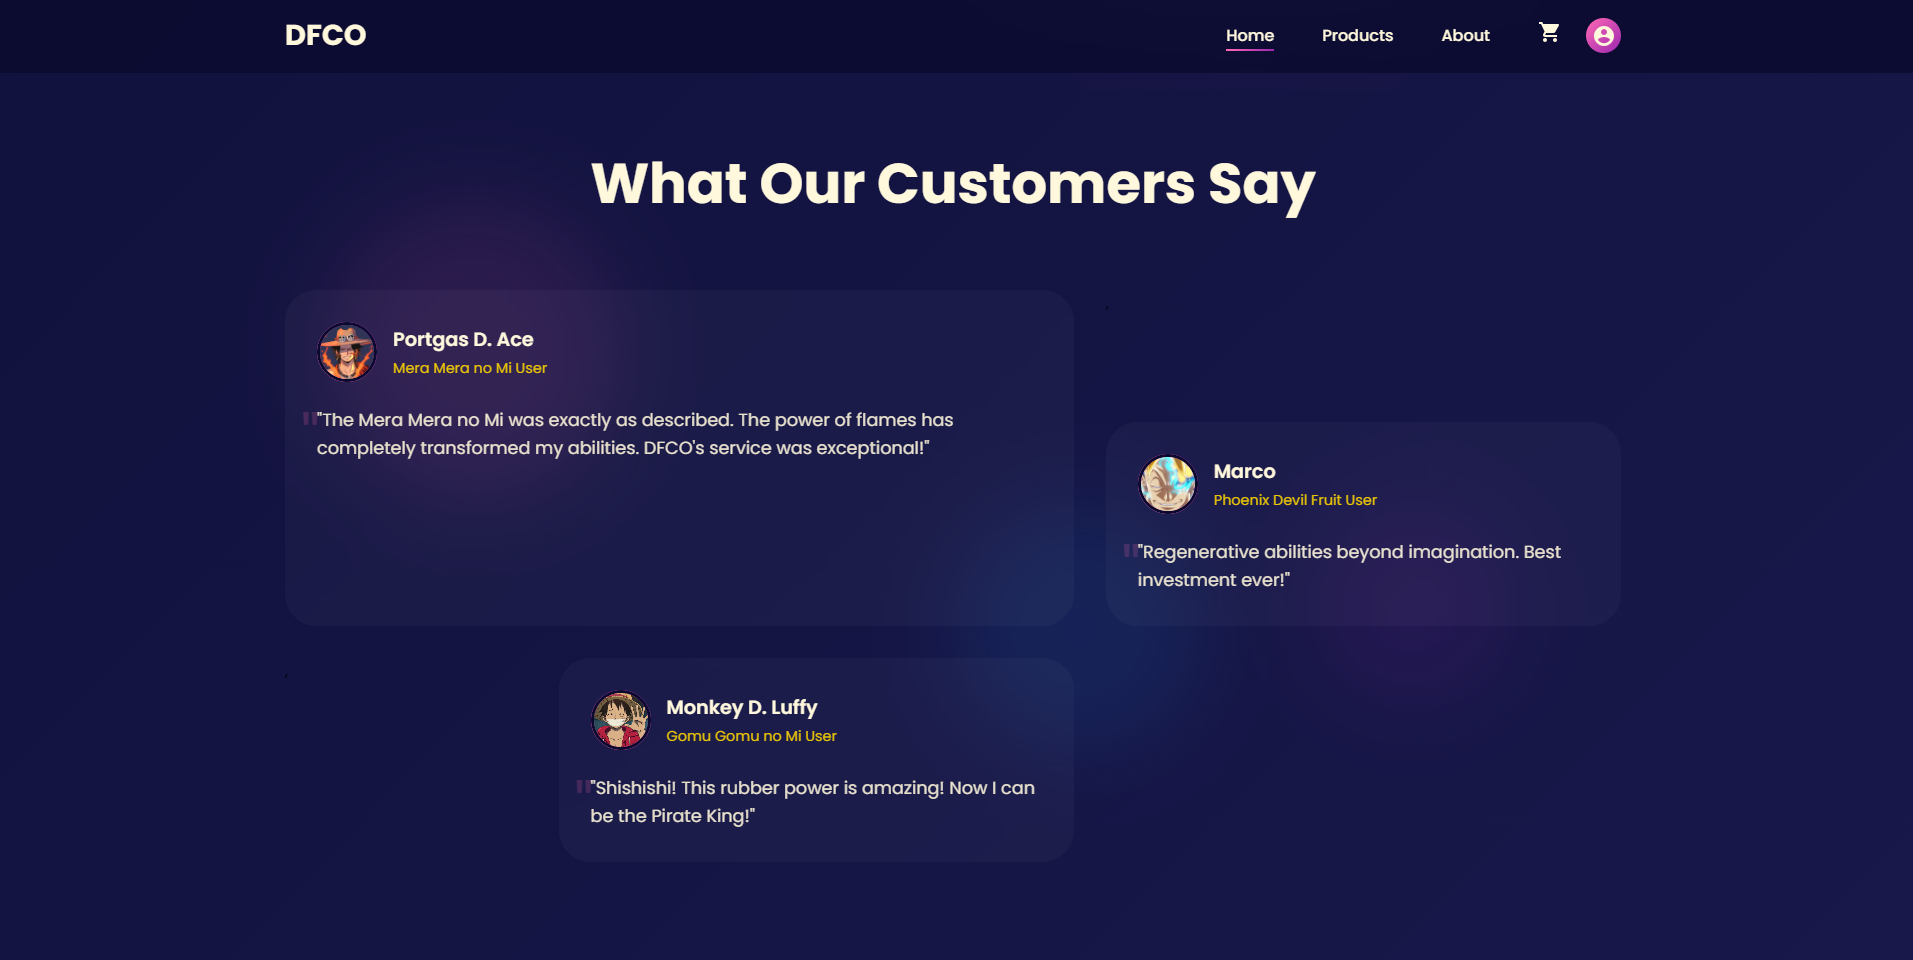 DFCO
Home
Products
About
What Our Customers Say
Portgas D. Ace
Mera Mera no Mi User
"The Mera Mera no Mi was exactly as described. The power of flames has
completely transformed my abilities. DFCO's service was exceptional!"
Marco
Phoenix Devil Fruit User
"Regenerative abilities beyond imagination. Best
investment ever!"
Monkey D. Luffy
Gomu Gomu no Mi User
"Shishishi! This rubber power is amazing! Now I can
be the Pirate King!"